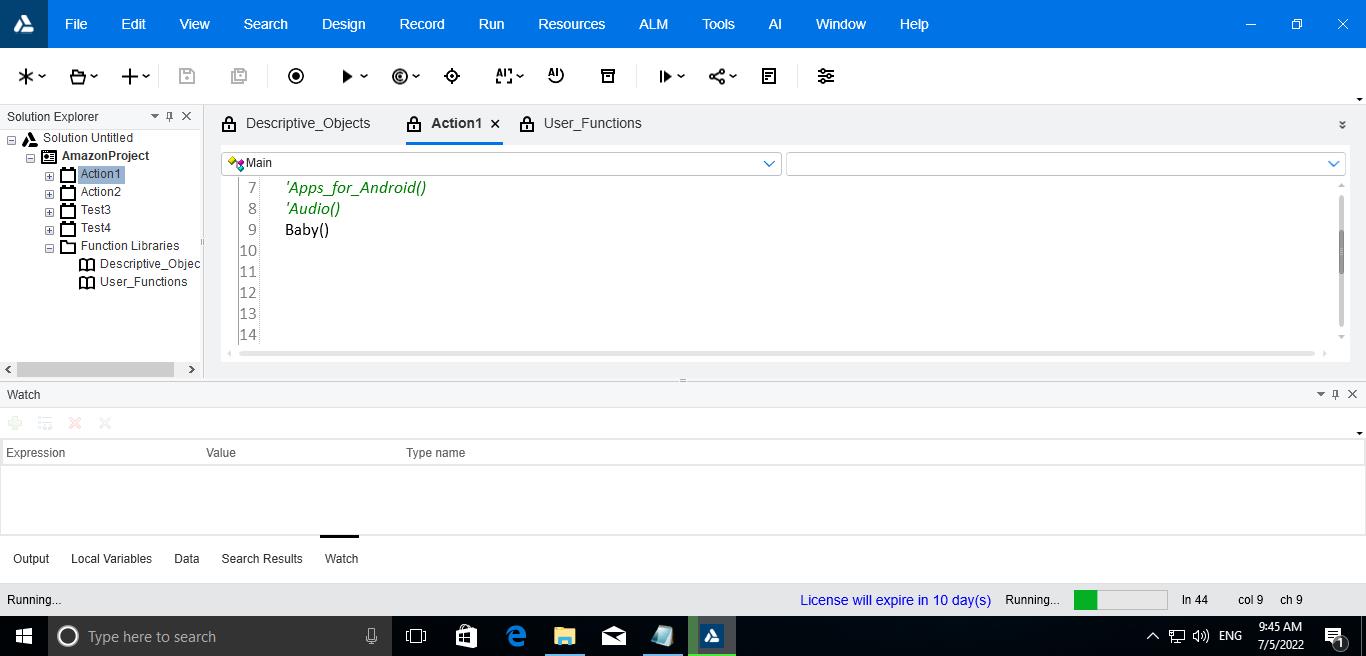 File Edit View Search Design Record Run Resources ALM Tools AI Window Help
AI AI
Solution Explorer
Solution Untitled
AmazonProject
Action1
Action2
Test3
Test4
Function Libraries
Descriptive_Objec
User_Functions
Descriptive_Objects Action1 User_Functions
Main
7 'Apps_for_Android()
8 'Audio()
9 Baby()
10
11
12
13
14
Watch
Expression Value Type name
Output Local Variables Data Search Results Watch
Running... License will expire in 10 day(s) Running... ln 44 col 9 ch 9
Type here to search
ENG
9:45 AM
7/5/2022
1